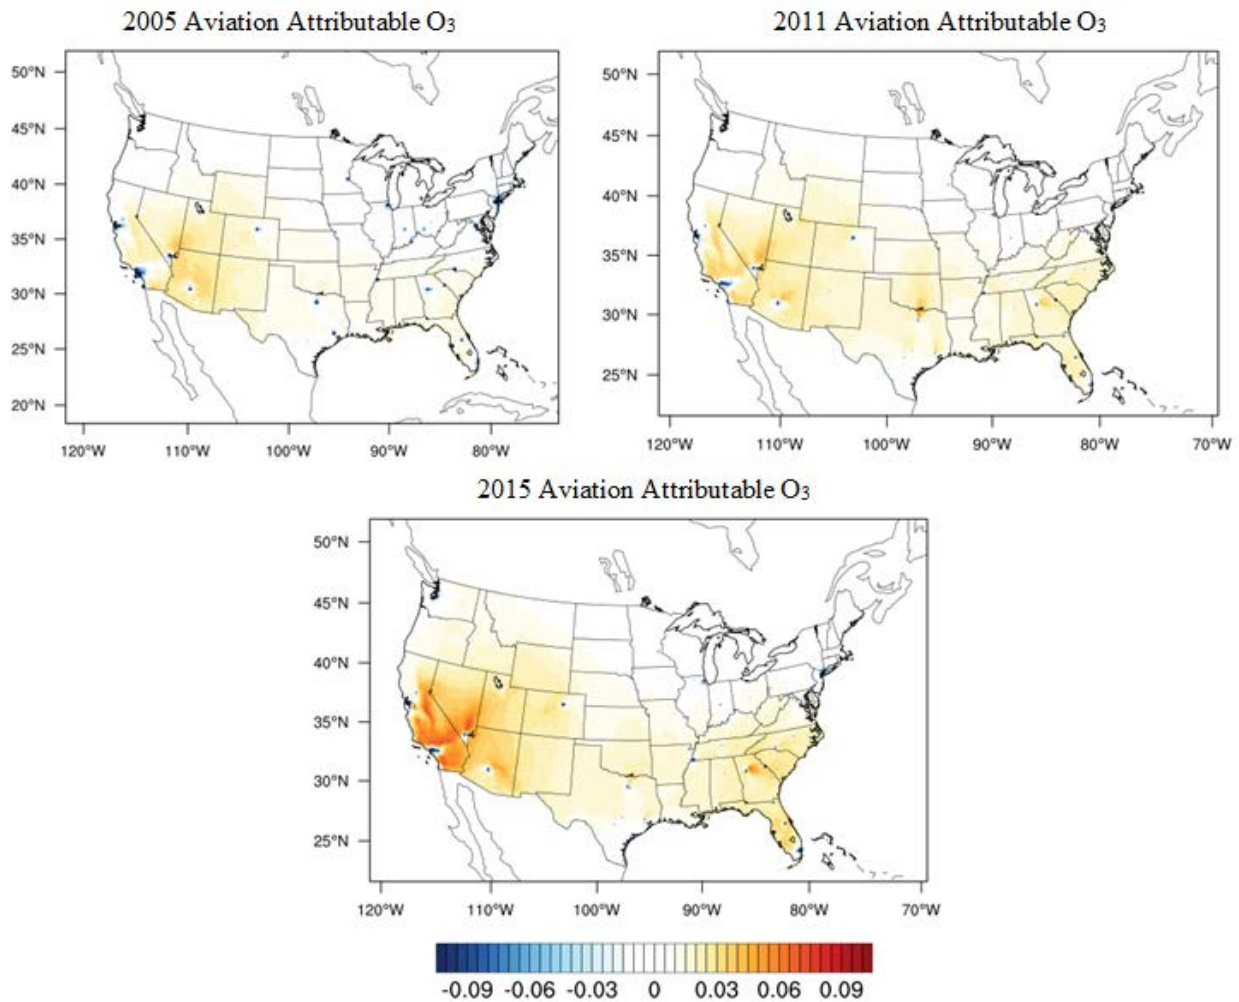 2005 Aviation Attributable O₃
2011 Aviation Attributable O₃
50°N
45°N
40°N
35°N
30°N
25°N
20°N
120°W 110°W 100°W 90°W 80°W
50°N
45°N
40°N
35°N
30°N
25°N
120°W 110°W 100°W 90°W 80°W 70°W
2015 Aviation Attributable O₃
50°N
45°N
40°N
35°N
30°N
25°N
120°W 110°W 100°W 90°W 80°W 70°W
-0.09 -0.06 -0.03 0 0.03 0.06 0.09